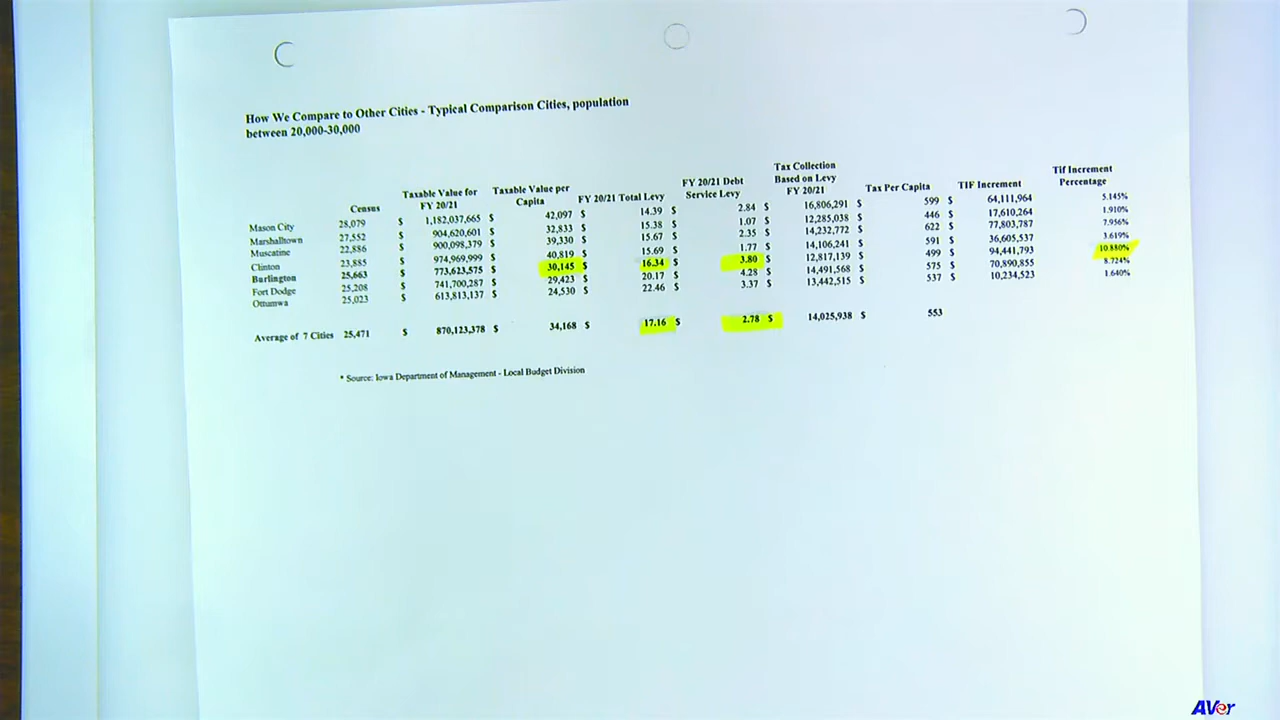 How We Compare to Other Cities - Typical Comparison Cities, population
between 20,000-30,000
Census Taxable Value for FY 20/21 Taxable Value per Capita FY 20/21 Total Levy FY 20/21 Debt Service Levy Tax Collection Based on Levy FY 20/21 Tax Per Capita TIF Increment Tif Increment Percentage
Mason City 28,079 $ 1,182,037,665 $ 42,097 $ 14.39 $ 2.84 $ 16,806,291 $ 599 $ 64,111,964 5.145%
Marshalltown 27,552 $ 904,620,601 $ 32,833 $ 15.38 $ 1.07 $ 12,285,038 $ 446 $ 17,610,264 1.910%
Muscatine 22,886 $ 900,098,379 $ 39,330 $ 15.67 $ 2.35 $ 14,232,772 $ 622 $ 77,803,787 7.956%
Clinton 23,885 $ 974,969,999 $ 40,819 $ 15.69 $ 1.77 $ 14,106,241 $ 591 $ 36,605,537 3.619%
Burlington 25,663 $ 773,623,575 $ 30,145 $ 16.34 $ 3.80 $ 12,817,139 $ 499 $ 94,441,793 10.880%
Fort Dodge 25,208 $ 741,700,287 $ 29,423 $ 20.17 $ 4.28 $ 14,491,568 $ 575 $ 70,890,855 8.724%
Ottumwa 25,023 $ 613,813,137 $ 24,530 $ 22.46 $ 3.37 $ 13,442,515 $ 537 $ 10,234,523 1.640%
Average of 7 Cities 25,471 $ 870,123,378 $ 34,168 $ 17.16 $ 2.78 $ 14,025,938 $ 553
* Source: Iowa Department of Management - Local Budget Division
AVer